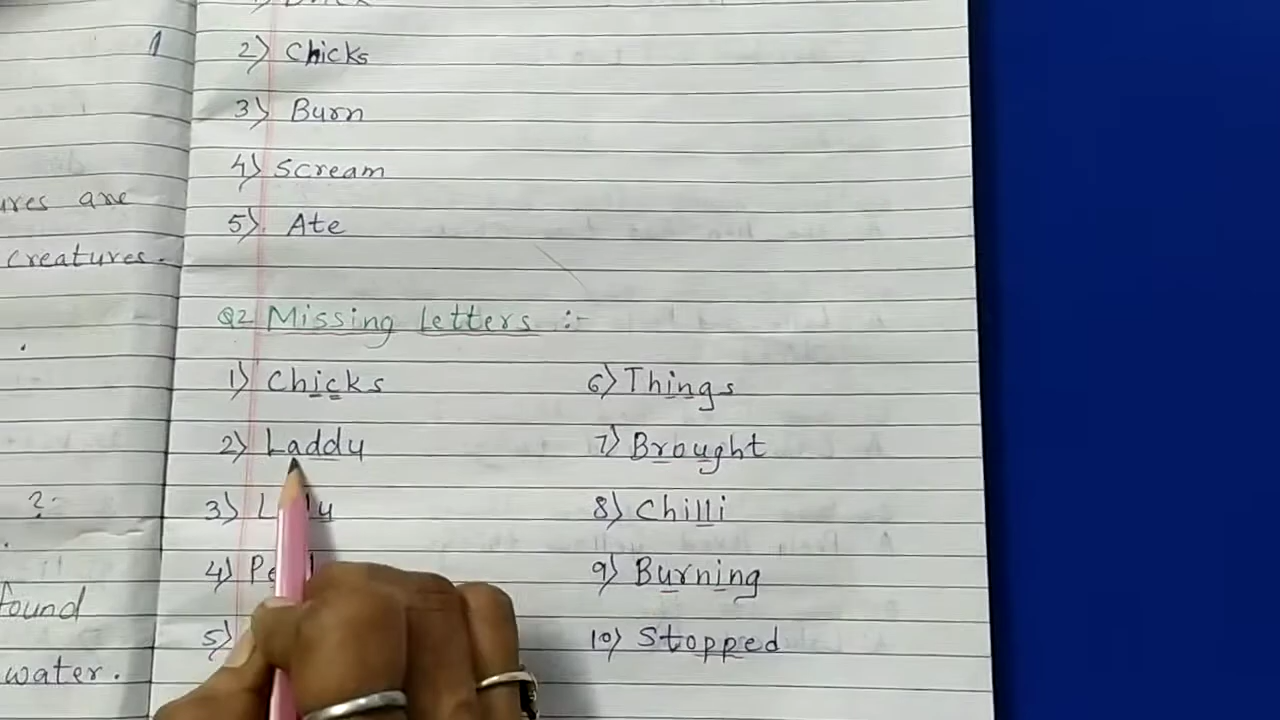 ures are
creatures.
?
found
water.
2) Chicks
3) Burn
4) Scream
5) Ate
Q2 Missing Letters :-
1) Chicks
2) Laddu
3)
4)
5)
6) Things
7) Brought
8) Chilli
9) Burning
10) Stopped